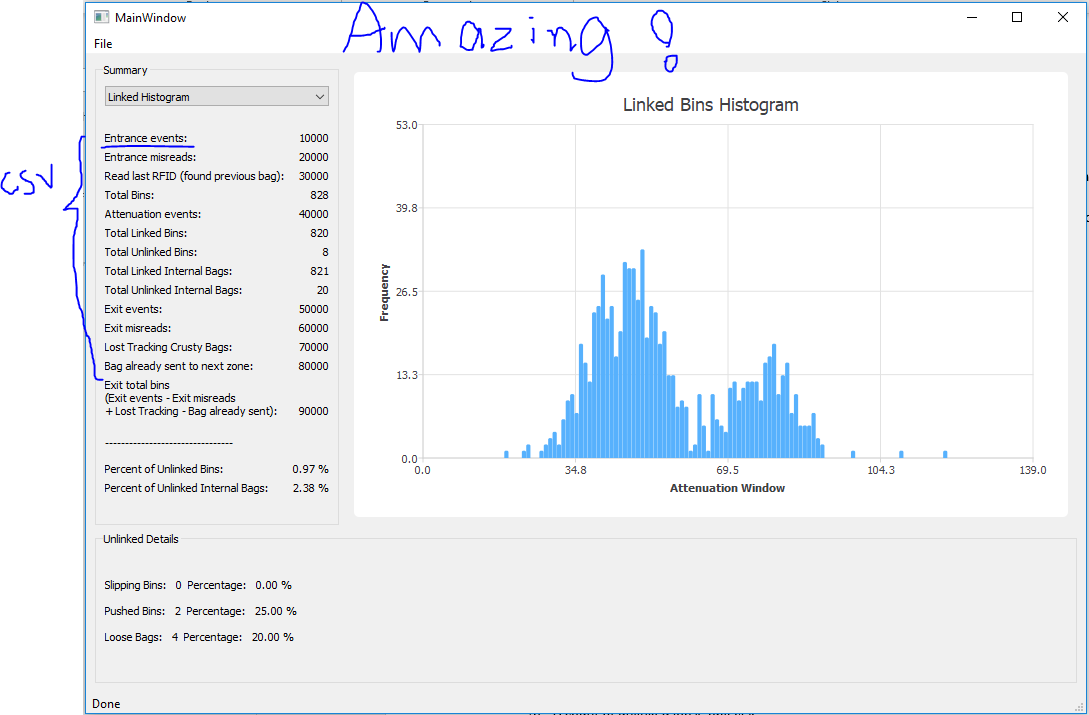 MainWindow
Amazing !
File
Summary
Linked Histogram
csv
Entrance events: 10000
Entrance misreads: 20000
Read last RFID (found previous bag): 30000
Total Bins: 828
Attenuation events: 40000
Total Linked Bins: 820
Total Unlinked Bins: 8
Total Linked Internal Bags: 821
Total Unlinked Internal Bags: 20
Exit events: 50000
Exit misreads: 60000
Lost Tracking Crusty Bags: 70000
Bag already sent to next zone: 80000
Exit total bins
(Exit events - Exit misreads
+ Lost Tracking - Bag already sent): 90000
--------------------------------
Percent of Unlinked Bins: 0.97 %
Percent of Unlinked Internal Bags: 2.38 %
Linked Bins Histogram
53.0
39.8
26.5
13.3
0.0
Frequency
0.0 34.8 69.5 104.3 139.0
Attenuation Window
Unlinked Details
Slipping Bins: 0 Percentage: 0.00 %
Pushed Bins: 2 Percentage: 25.00 %
Loose Bags: 4 Percentage: 20.00 %
Done